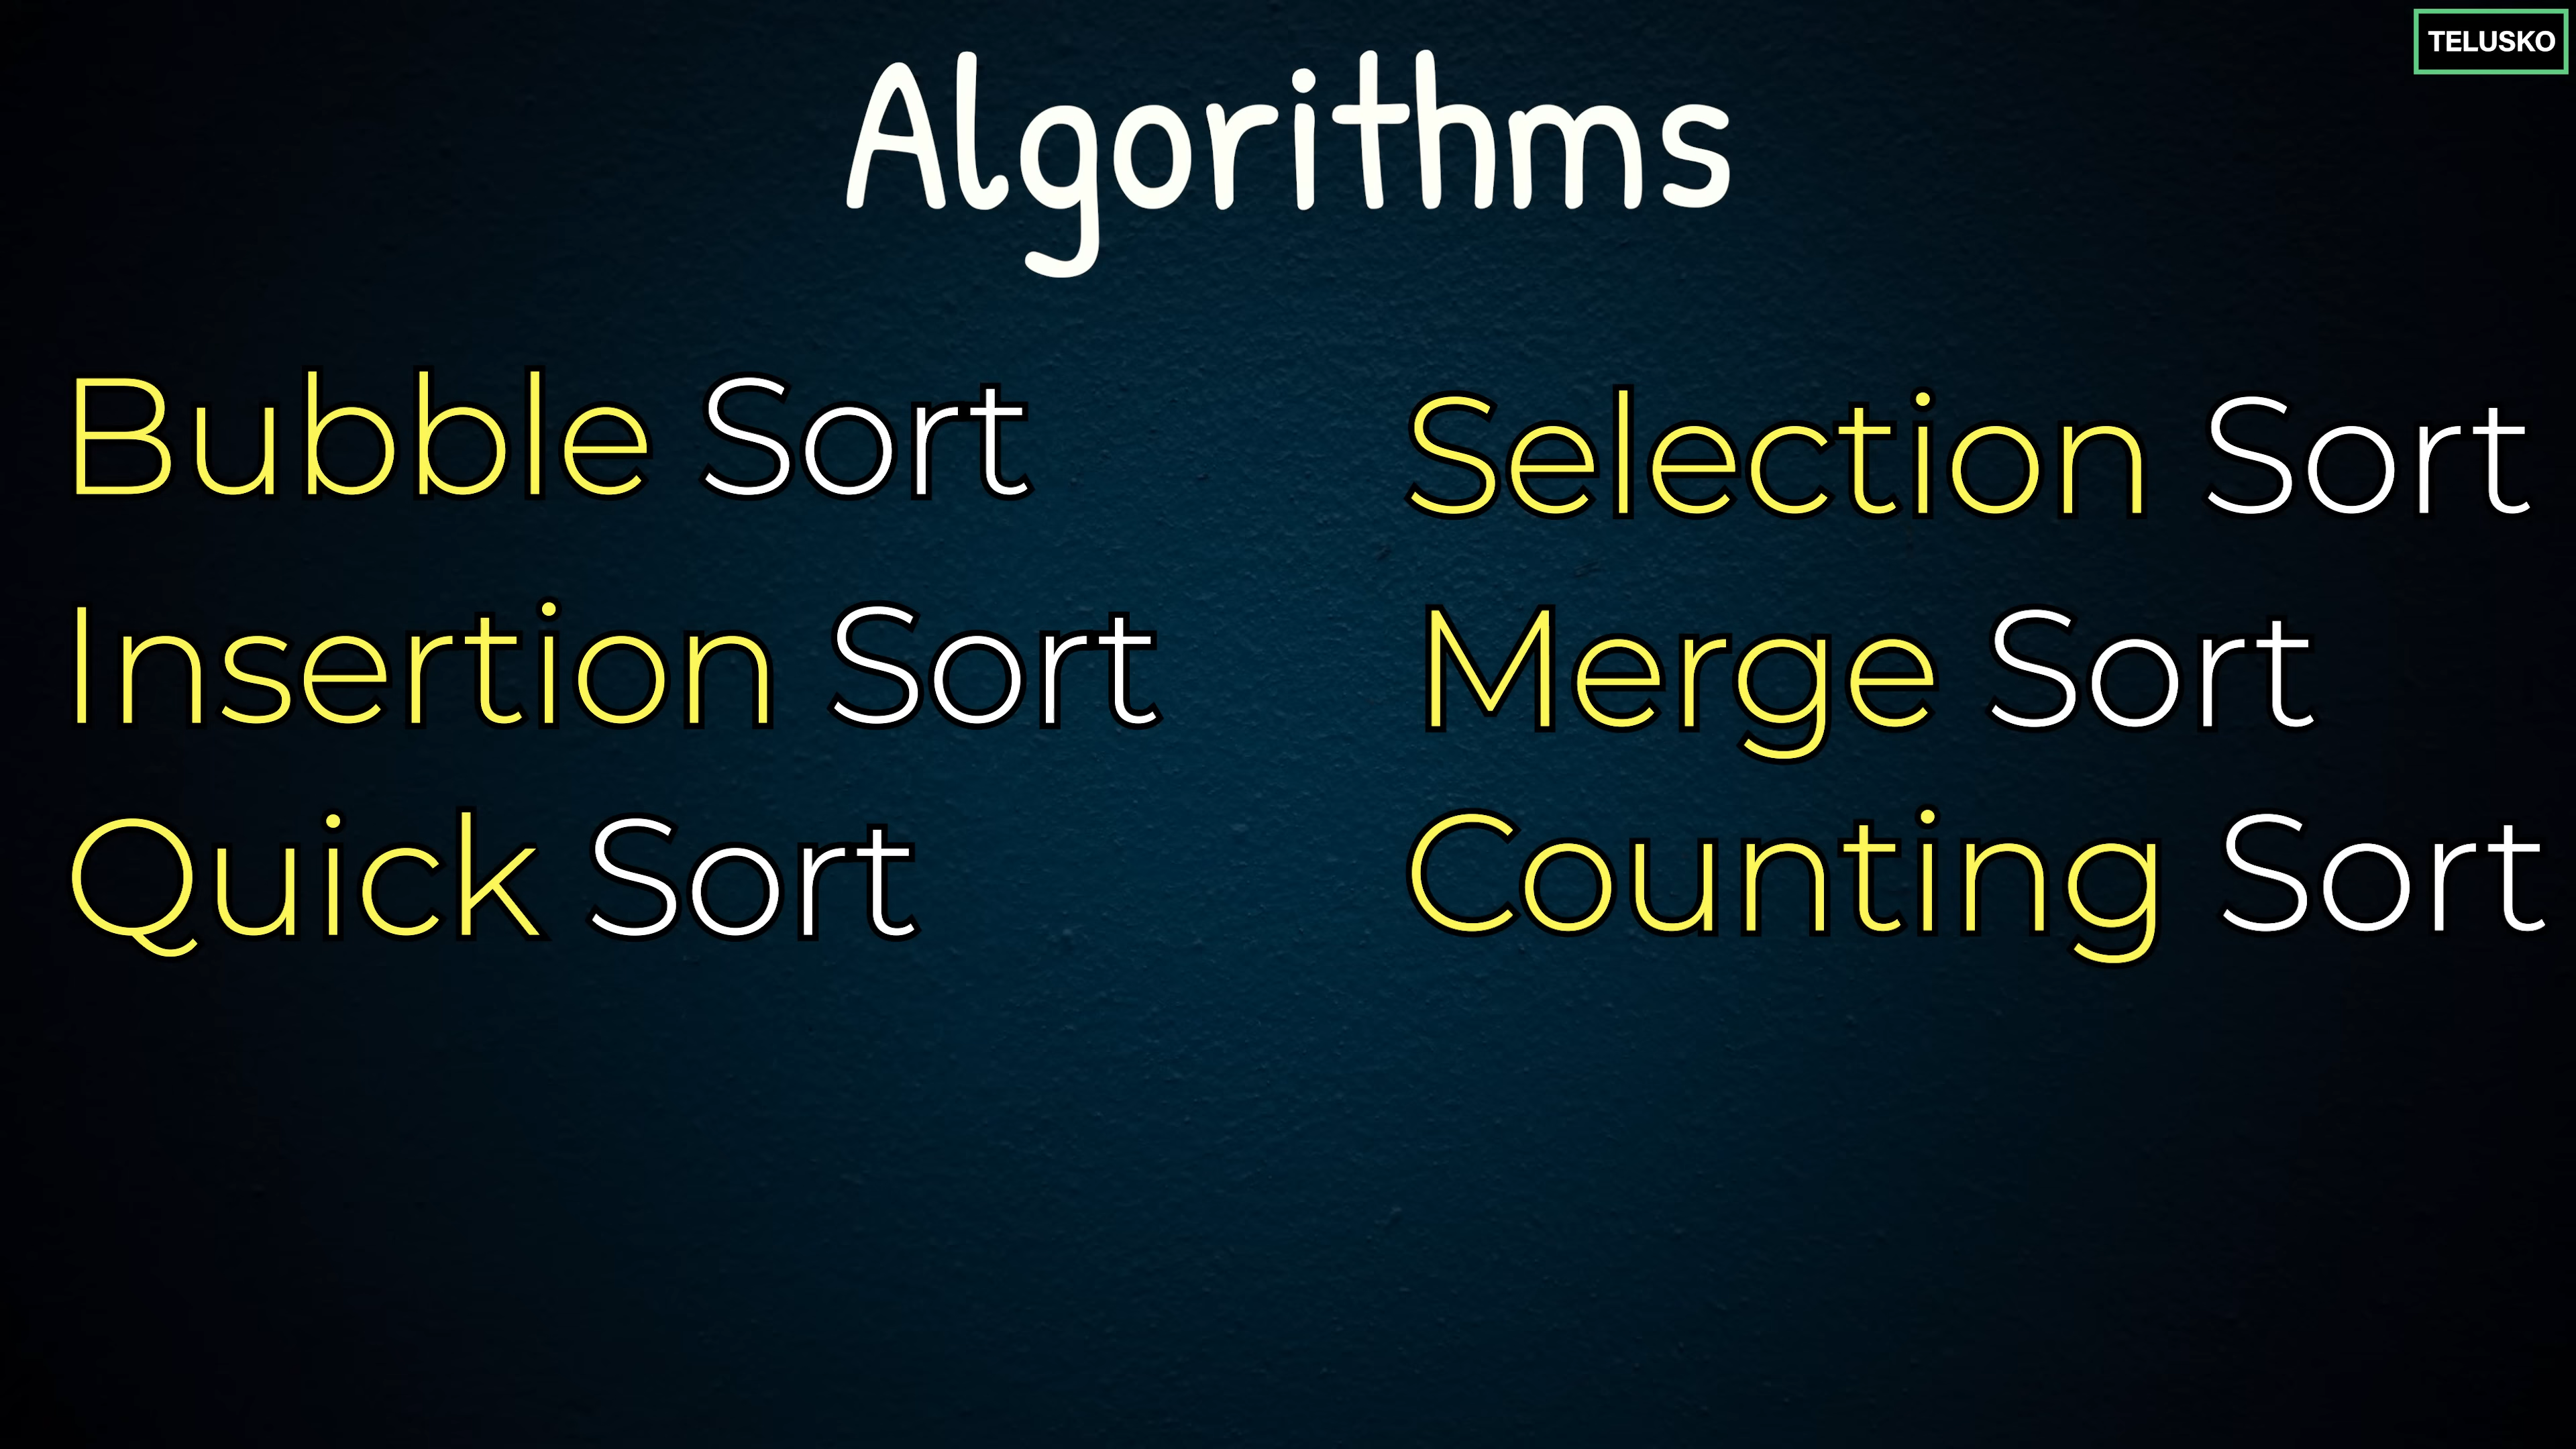 TELUSKO
Algorithms
Bubble Sort
Selection Sort
Insertion Sort
Merge Sort
Quick Sort
Counting Sort